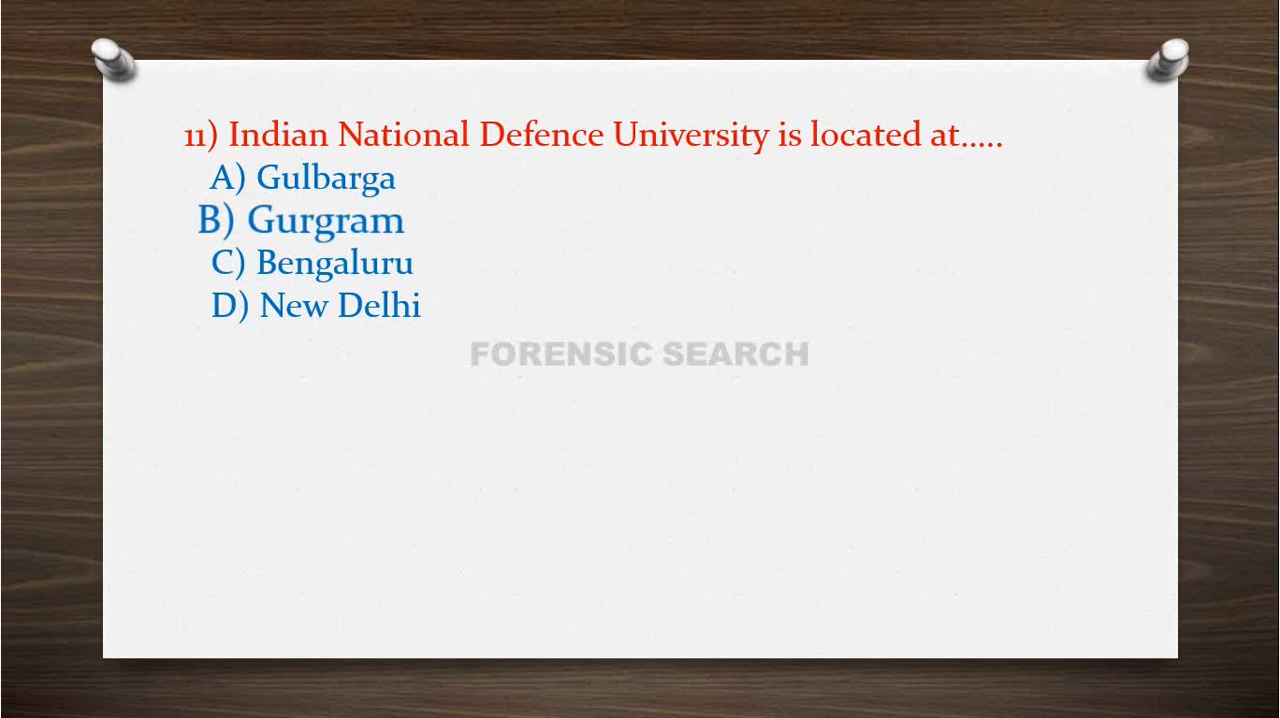 11) Indian National Defence University is located at.....
A) Gulbarga
B) Gurgram
C) Bengaluru
D) New Delhi
FORENSIC SEARCH